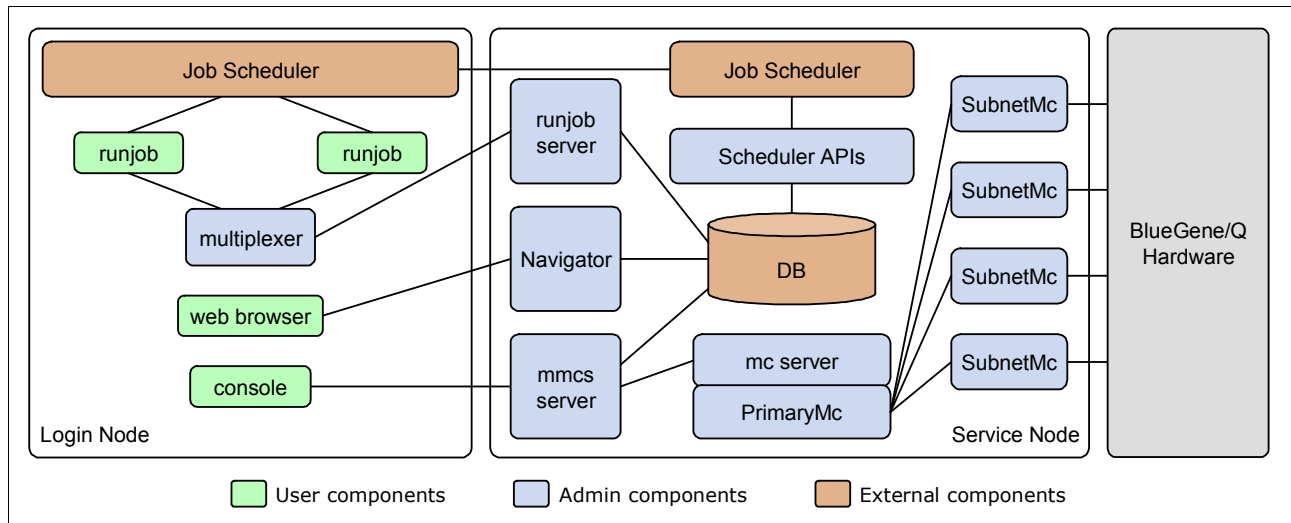 Job Scheduler
runjob
runjob
multiplexer
web browser
console
Login Node
runjob
server
Navigator
mmcs
server
Job Scheduler
Scheduler APIs
DB
mc server
PrimaryMc
SubnetMc
SubnetMc
SubnetMc
SubnetMc
Service Node
BlueGene/Q
Hardware
User components
Admin components
External components